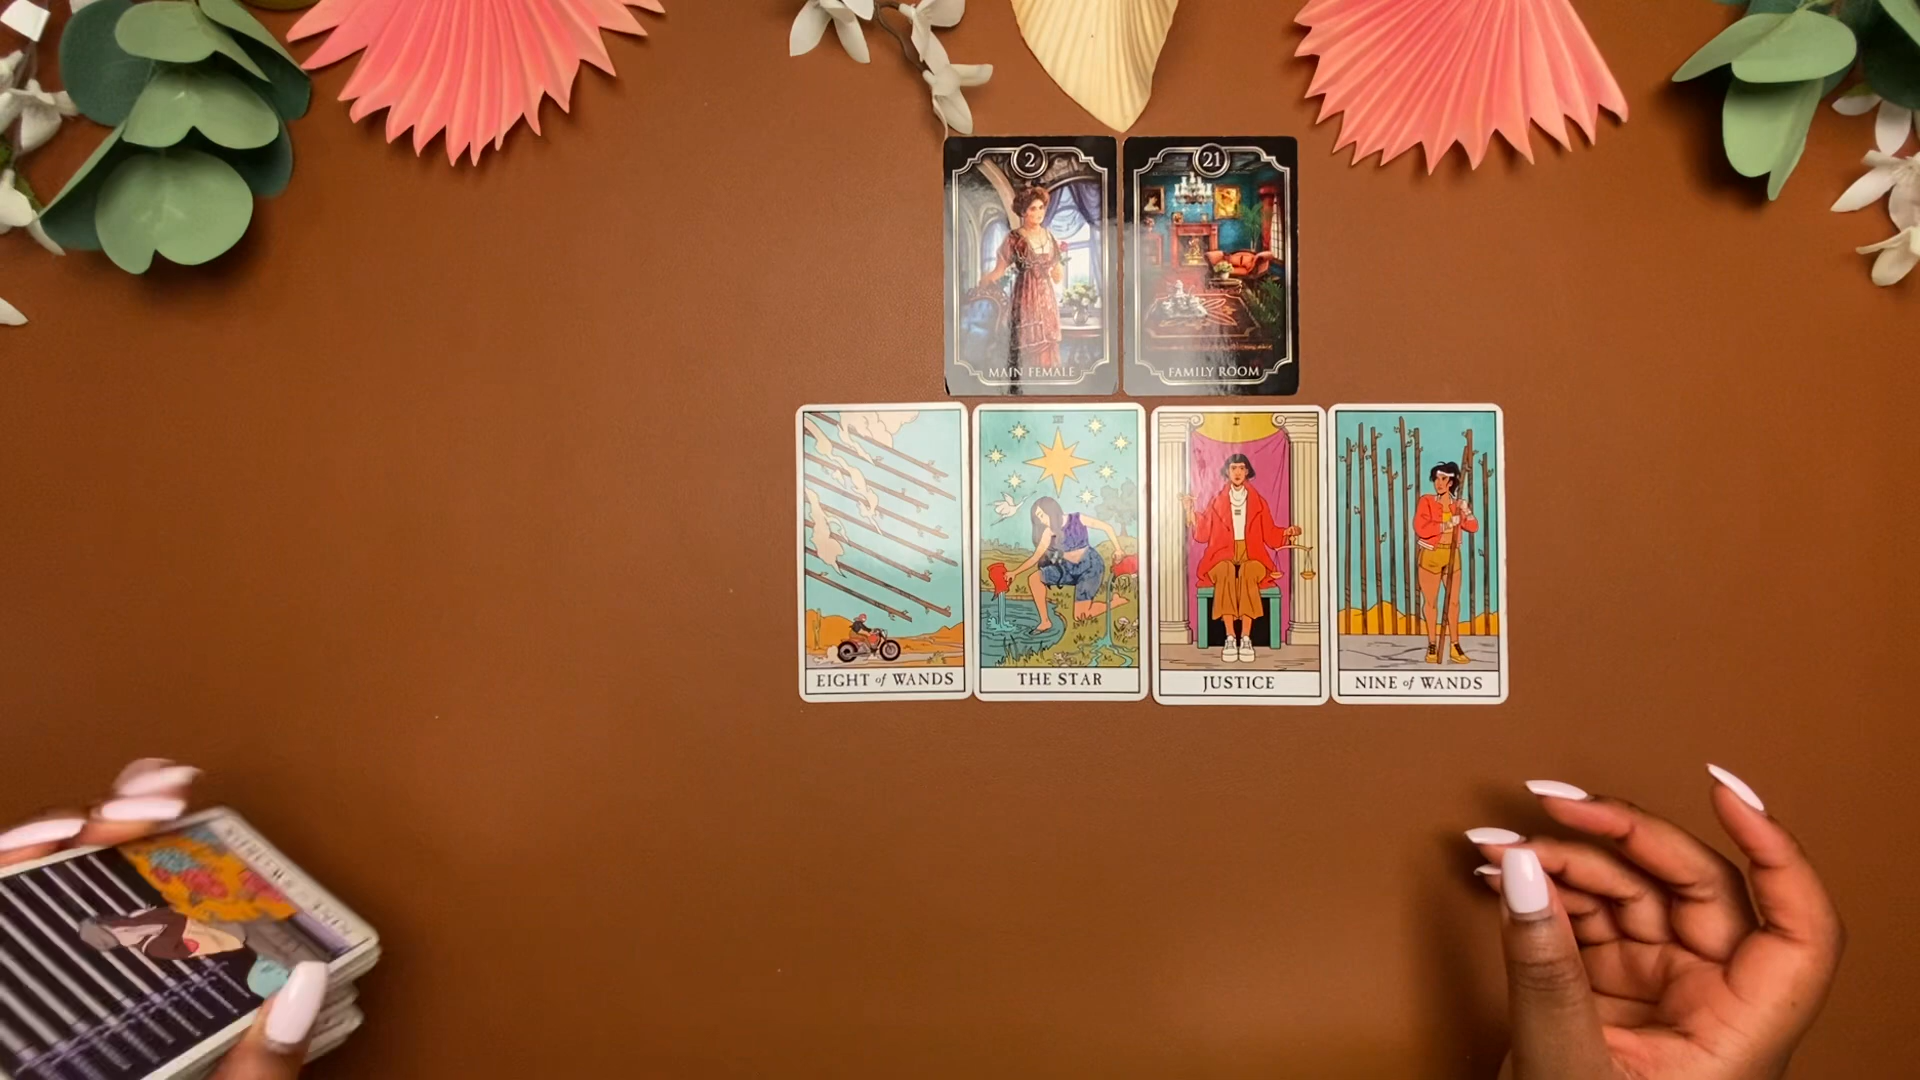 2
21
MAIN FEMALE
FAMILY ROOM
EIGHT of WANDS
THE STAR
JUSTICE
NINE of WANDS